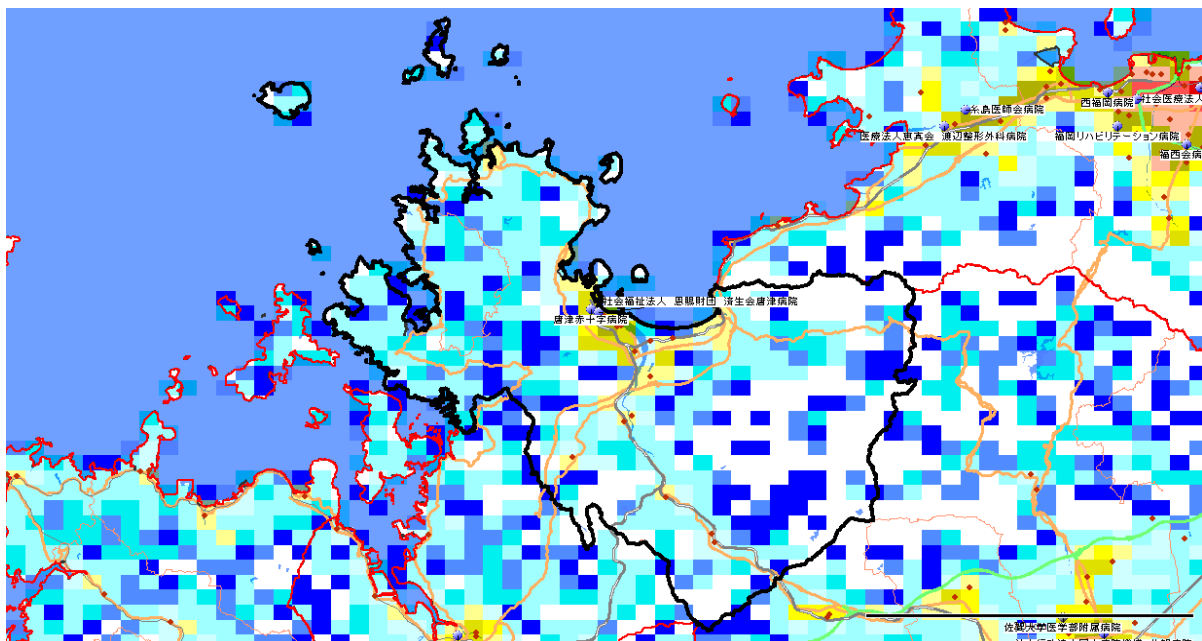 糸島医師会病院
西福岡病院
社会医療法人
医療法人恵真会 渡辺整形外科病院
福岡リハビリテーション病院
福西会病
社会福祉法人 恩賜財団 済生会唐津病院
唐津赤十字病院
佐賀大学医学部附属病院